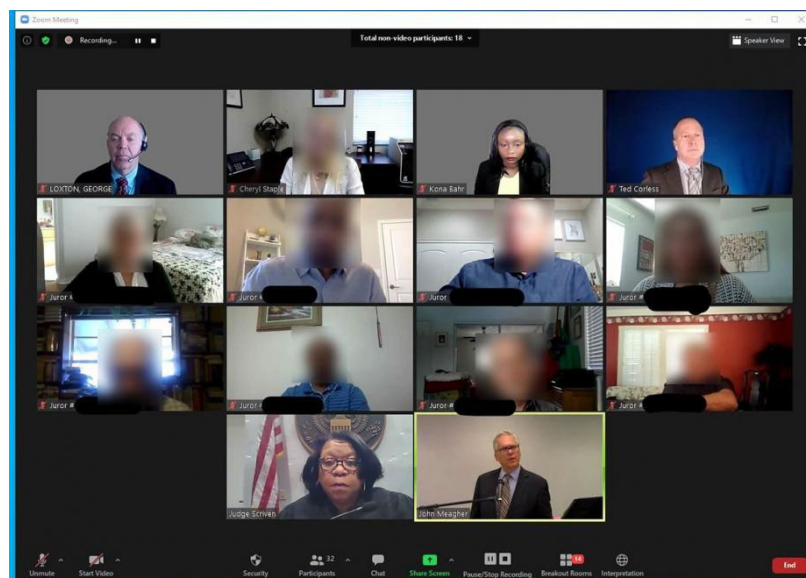 Zoom Meeting
Recording...
Total non-video participants: 18
Speaker View
LOXTON, GEORGE
Cheryl Staple
Kona Bahr
Ted Corless
Juror #
Juror #
Juror
Juror #
Juror #
Juror #
Juror #
Juror #
Judge Scriven
John Meagher
Unmute
Start Video
Security
Participants
32
Chat
Share Screen
Pause/Stop Recording
Breakout Rooms
14
Interpretation
End